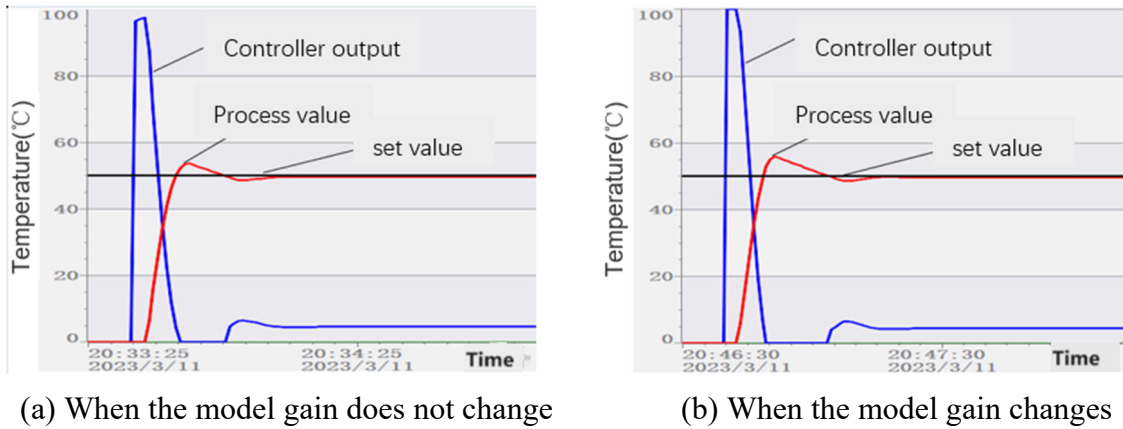 100
80
60
40
20
0
Temperature(℃)
Controller output
Process value
set value
20:33:25
2023/3/11
20:34:25
2023/3/11
Time
(a) When the model gain does not change
100
80
60
40
20
0
Temperature(℃)
Controller output
Process value
set value
20:46:30
2023/3/11
20:47:30
2023/3/11
Time
(b) When the model gain changes